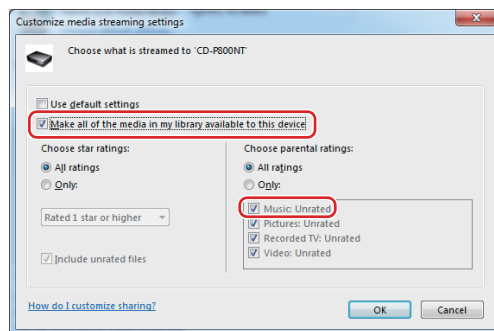 Customize media streaming settings
Choose what is streamed to 'CD-P800NT'
Use default settings
Make all of the media in my library available to this device
Choose star ratings:
All ratings
Only:
Rated 1 star or higher
Include unrated files
Choose parental ratings:
All ratings
Only:
Music: Unrated
Pictures: Unrated
Recorded TV: Unrated
Video: Unrated
How do I customize sharing?
OK
Cancel